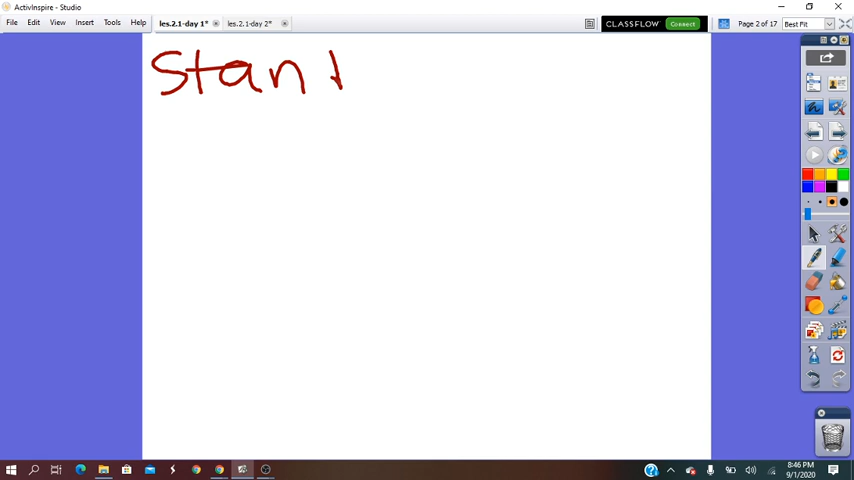 ActivInspire - Studio
File Edit View Insert Tools Help
les.2.1-day 1* les.2.1-day 2* CLASSFLOW Connect Page 2 of 17 Best Fit
Stan
8:46 PM
9/1/2020